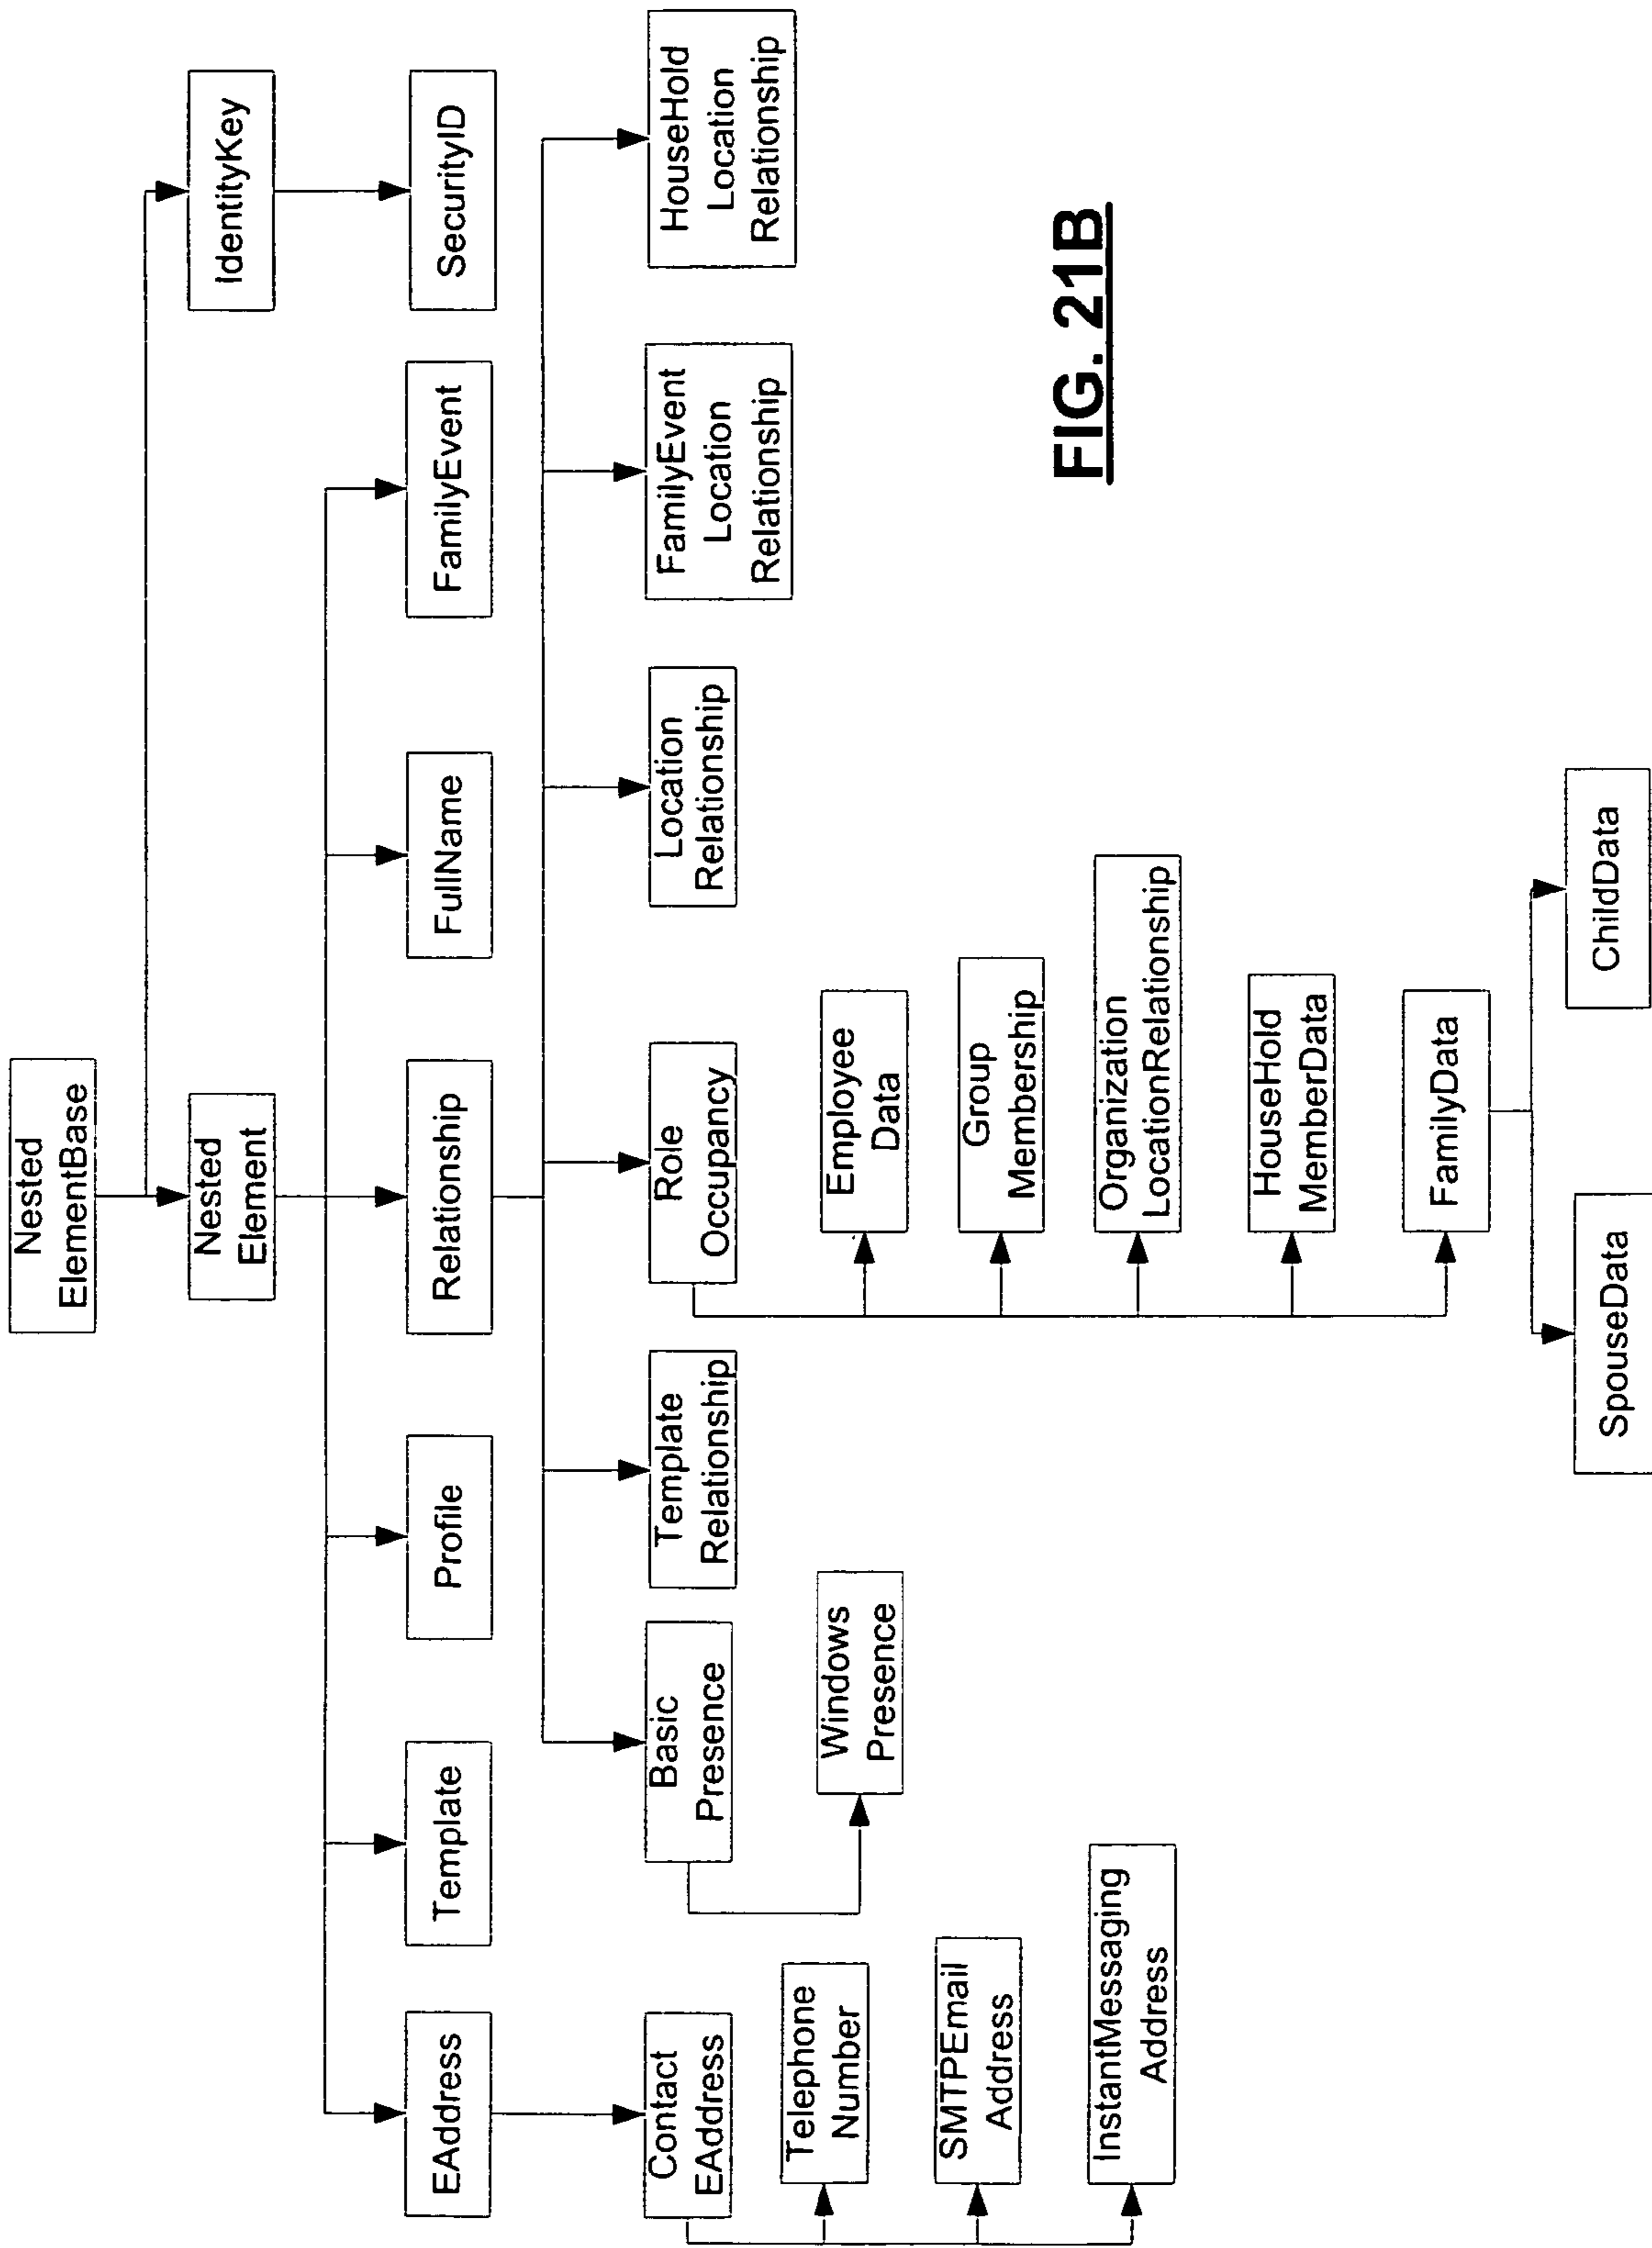 Nested
ElementBase
Nested
Element
IdentityKey
EAddress
Template
Profile
Relationship
FullName
FamilyEvent
SecurityID
Contact
EAddress
Basic
Presence
Template
Relationship
Role
Occupancy
Location
Relationship
FamilyEvent
Location
Relationship
HouseHold
Location
Relationship
Telephone
Number
SMTPEmail
Address
InstantMessaging
Address
Windows
Presence
Employee
Data
Group
Membership
Organization
LocationRelationship
HouseHold
MemberData
FamilyData
SpouseData
ChildData
FIG. 21B